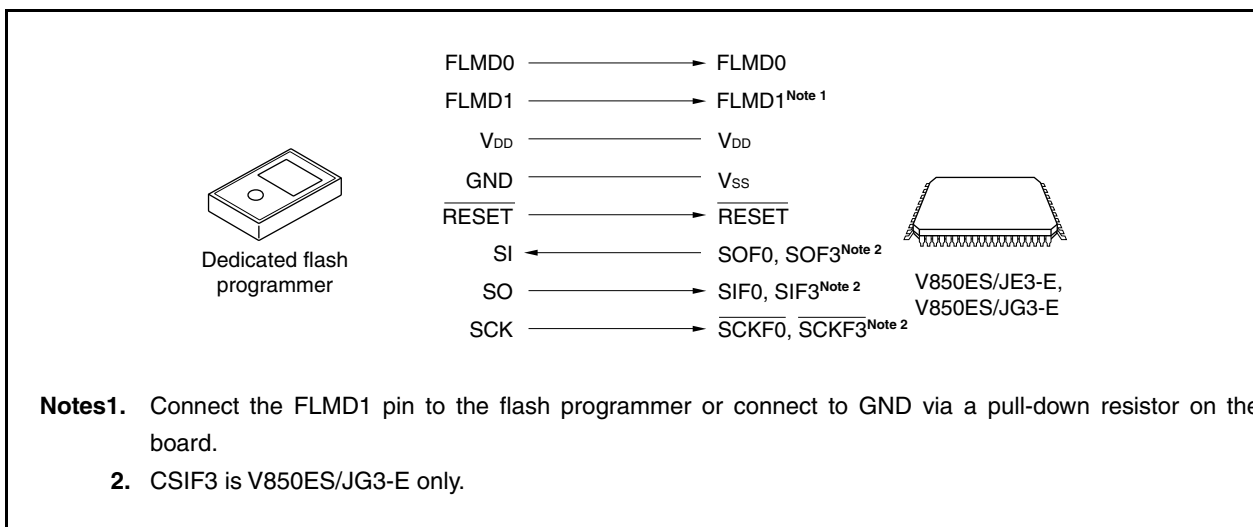 FLMD0 FLMD0
FLMD1 FLMD1Note 1
VDD VDD
GND VSS
RESET RESET
SI SOF0, SOF3Note 2
SO SIF0, SIF3Note 2
SCK SCKF0, SCKF3Note 2
Dedicated flash
programmer
V850ES/JE3-E,
V850ES/JG3-E
Notes1. Connect the FLMD1 pin to the flash programmer or connect to GND via a pull-down resistor on the
board.
2. CSIF3 is V850ES/JG3-E only.